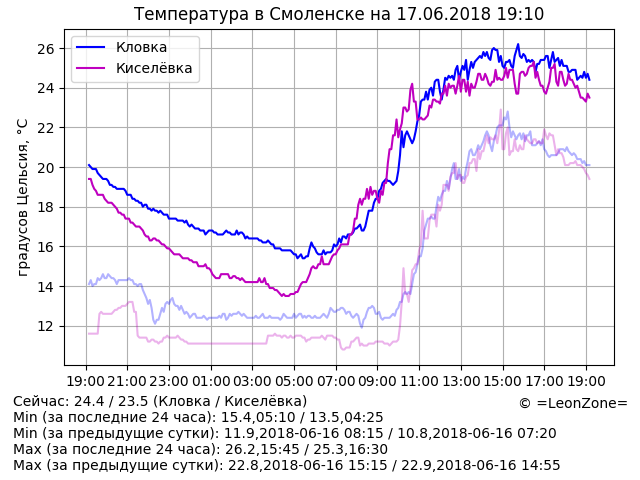 Температура в Смоленске на 17.06.2018 19:10
градусов Цельсия, °C
26
24
22
20
18
16
14
12
Кловка
Киселёвка
19:00 21:00 23:00 01:00 03:00 05:00 07:00 09:00 11:00 13:00 15:00 17:00 19:00
Сейчас: 24.4 / 23.5 (Кловка / Киселёвка)
© =LeonZone=
Min (за последние 24 часа): 15.4,05:10 / 13.5,04:25
Min (за предыдущие сутки): 11.9,2018-06-16 08:15 / 10.8,2018-06-16 07:20
Max (за последние 24 часа): 26.2,15:45 / 25.3,16:30
Max (за предыдущие сутки): 22.8,2018-06-16 15:15 / 22.9,2018-06-16 14:55